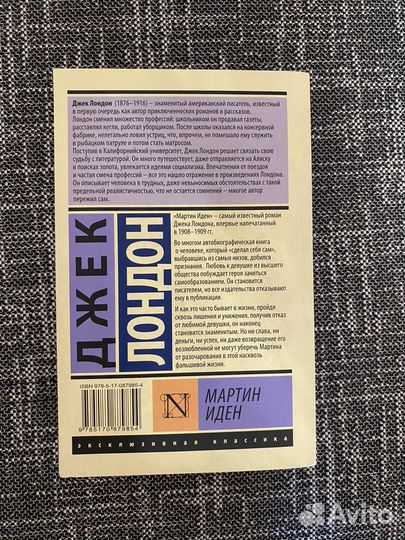 Джек Лондон (1876–1916) – знаменитый американский писатель, известный
в первую очередь как автор приключенческих романов и рассказов.
Лондон сменил множество профессий: школьником он продавал газеты,
расставлял кегли, работал уборщиком. После школы оказался на консервной
фабрике, нелегально ловил устриц, что, впрочем, не помешало ему служить
в рыбацком патруле и потом стать матросом.
Поступив в Калифорнийский университет, Джек Лондон решает связать свою
судьбу с литературой. Он много путешествует, даже отправляется на Аляску
в поисках золота, увлекается идеями социализма. Впечатления от поездок
и частая смена профессий – все это нашло отражение в произведениях Лондона.
Он описывает человека в трудных, даже невыносимых обстоятельствах с такой
предельной реалистичностью, что не остается сомнений – многое автор
пережил сам.
ДЖЕК
ЛОНДОН
«Мартин Иден» – самый известный роман
Джека Лондона, впервые напечатанный
в 1908–1909 гг.
Во многом автобиографическая книга
о человеке, который «сделал себя сам»,
выбравшись из самых низов, добился
признания. Любовь к девушке из высшего
общества побуждает героя заняться
самообразованием. Он становится
писателем, но все издательства отказывают
ему в публикации.
И как это часто бывает в жизни, пройдя
сквозь лишения и унижения, получив отказ
от любимой девушки, он наконец
становится знаменитым. Но ни слава, ни
деньги, ни успех, ни даже возвращение его
возлюбленной не могут уберечь Мартина
от разочарования в этой насквозь
фальшивой жизни.
ISBN 978-5-17-087985-4
9 785170 879854
N
МАРТИН
ИДЕН
эксклюзивная классика
Avito